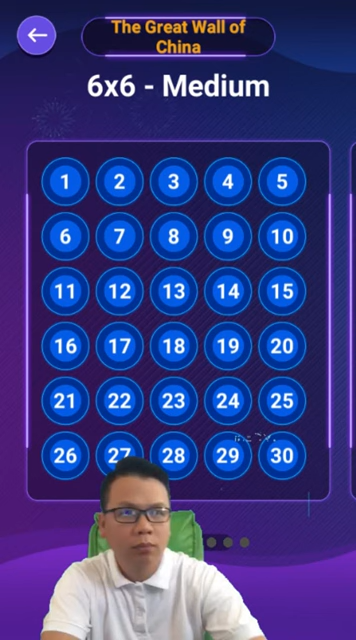 The Great Wall of
China
6x6 - Medium
1 2 3 4 5
6 7 8 9 10
11 12 13 14 15
16 17 18 19 20
21 22 23 24 25
26 27 28 29 30